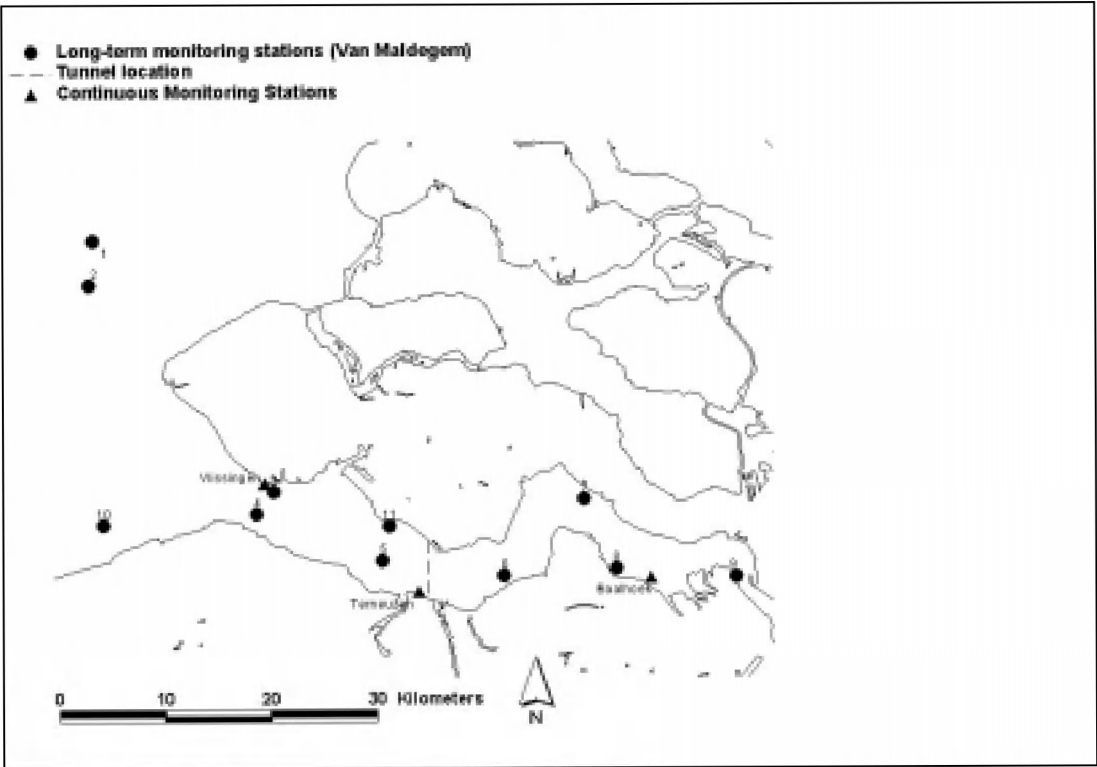 Long-term monitoring stations (Van Maldegem)
Tunnel location
Continuous Monitoring Stations
1
2
Vlissingen
10
11
Terneuzen
Baalhoek
0 10 20 30 Kilometers
N